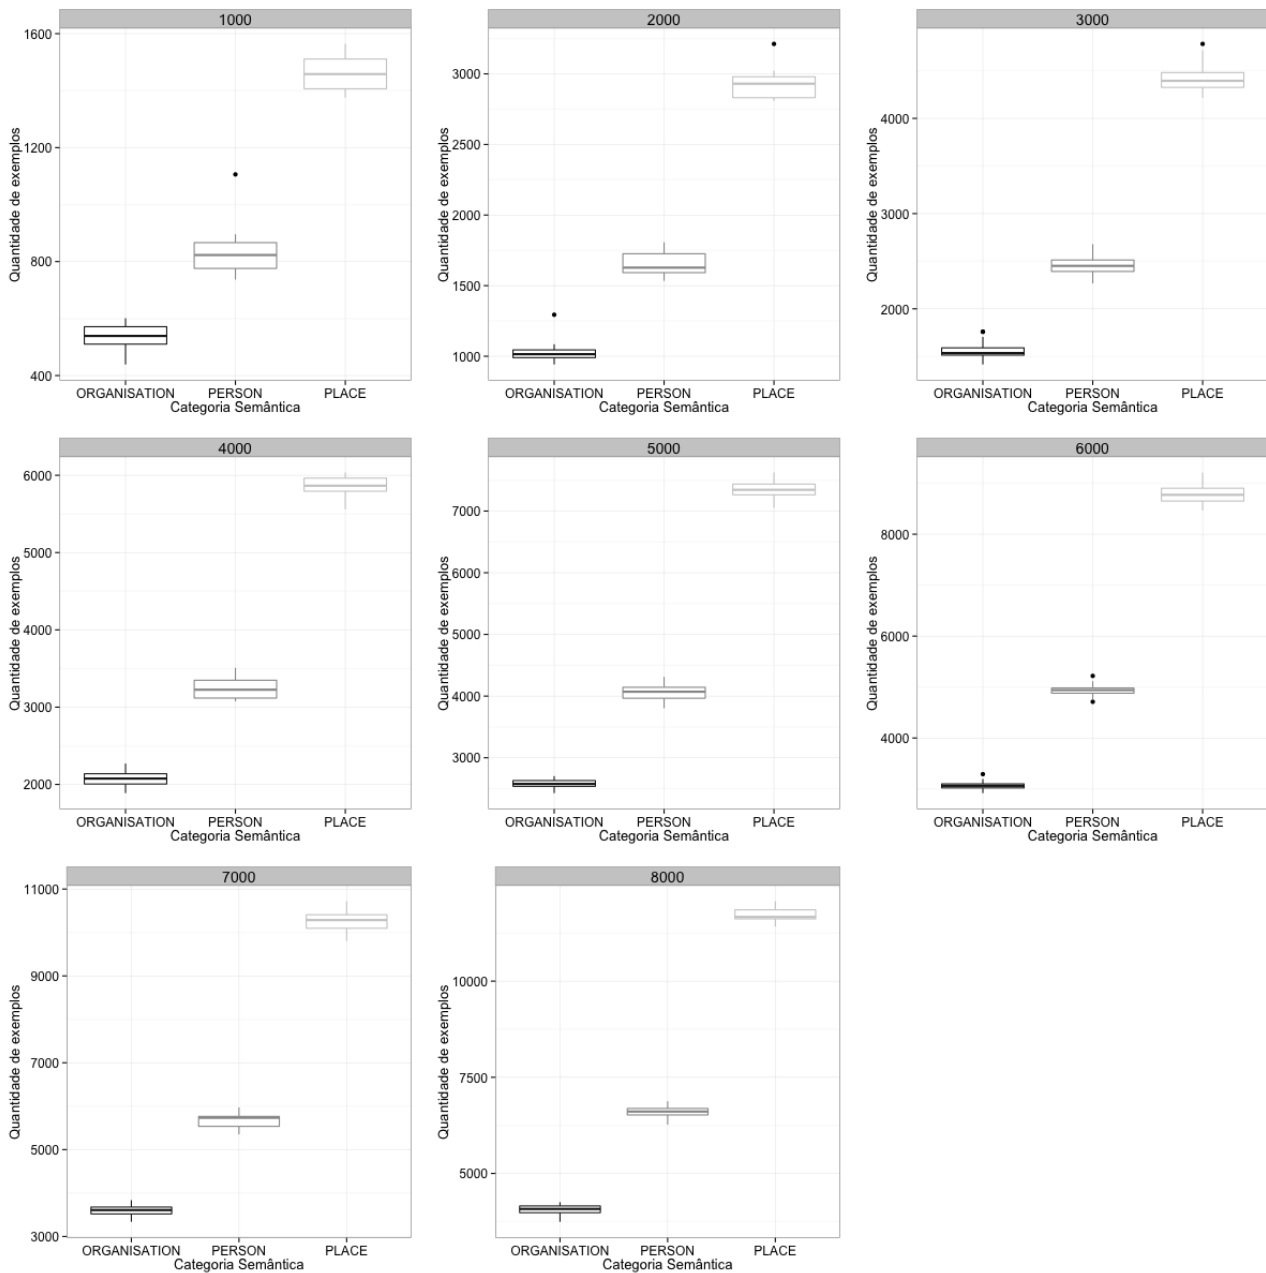 1000
Quantidade de exemplos
1600
1200
800
400
ORGANISATION PERSON PLACE
Categoria Semântica
2000
Quantidade de exemplos
3000
2500
2000
1500
1000
ORGANISATION PERSON PLACE
Categoria Semântica
3000
Quantidade de exemplos
4000
3000
2000
ORGANISATION PERSON PLACE
Categoria Semântica
4000
Quantidade de exemplos
6000
5000
4000
3000
2000
ORGANISATION PERSON PLACE
Categoria Semântica
5000
Quantidade de exemplos
7000
6000
5000
4000
3000
ORGANISATION PERSON PLACE
Categoria Semântica
6000
Quantidade de exemplos
8000
6000
4000
ORGANISATION PERSON PLACE
Categoria Semântica
7000
Quantidade de exemplos
11000
9000
7000
5000
3000
ORGANISATION PERSON PLACE
Categoria Semântica
8000
Quantidade de exemplos
10000
7500
5000
ORGANISATION PERSON PLACE
Categoria Semântica